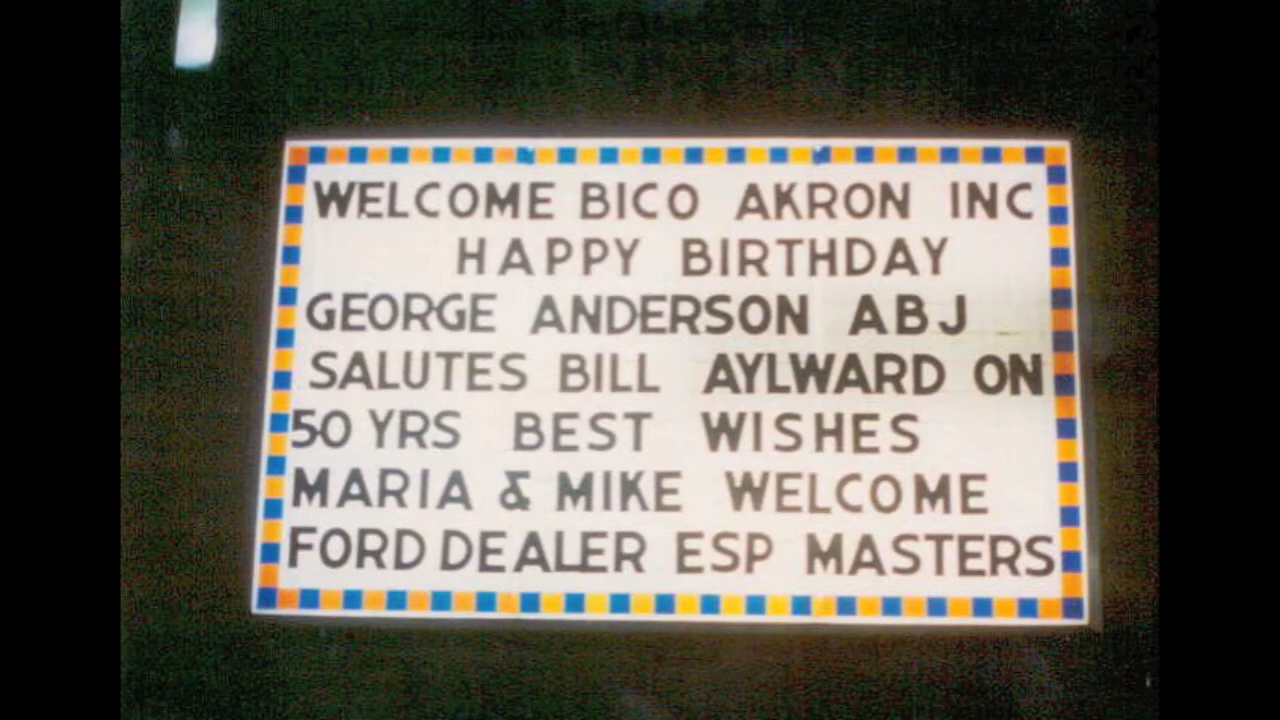 WELCOME BICO AKRON INC
HAPPY BIRTHDAY
GEORGE ANDERSON ABJ
SALUTES BILL AYLWARD ON
50 YRS BEST WISHES
MARIA & MIKE WELCOME
FORD DEALER ESP MASTERS